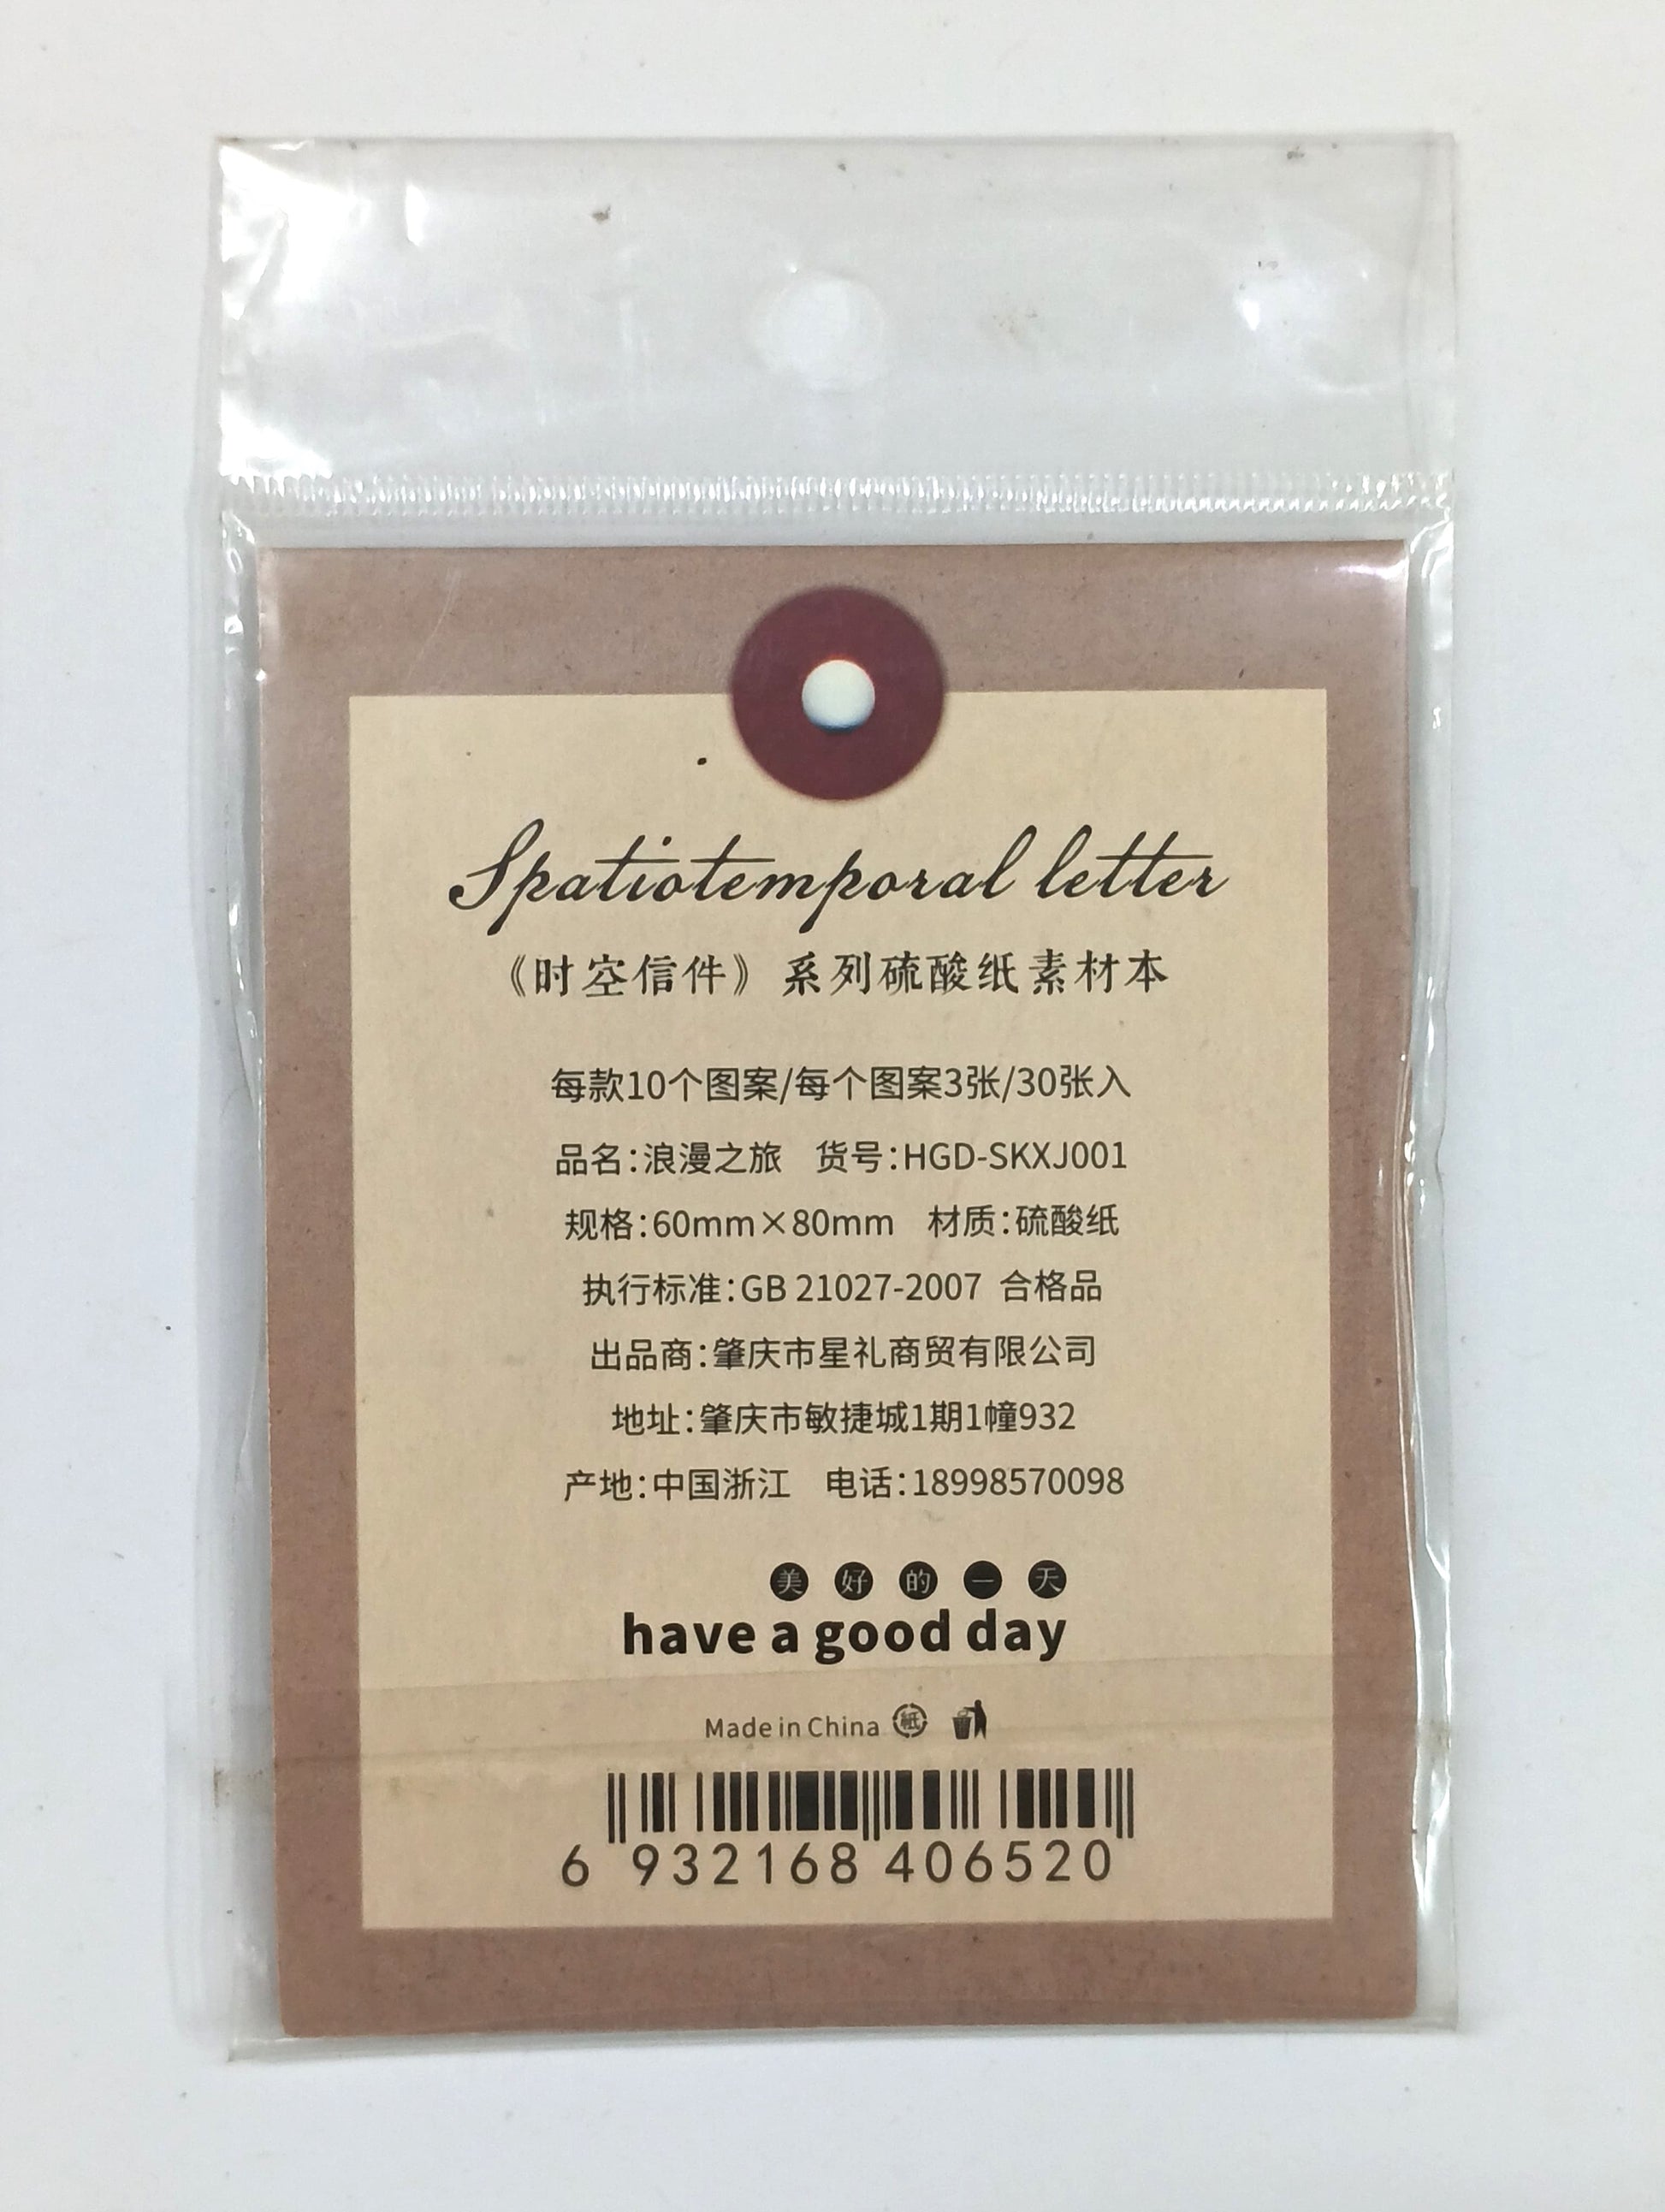 Spatiotemporal letter
《时空信件》系列硫酸纸素材本
每款10个图案/每个图案3张/30张入
品名:浪漫之旅 货号:HGD-SKXJ001
规格:60mm×80mm 材质:硫酸纸
执行标准:GB 21027-2007 合格品
出品商:肇庆市星礼商贸有限公司
地址:肇庆市敏捷城1期1幢932
产地:中国浙江 电话:18998570098
美好的一天
have a good day
Made in China 紙
6 932168 406520